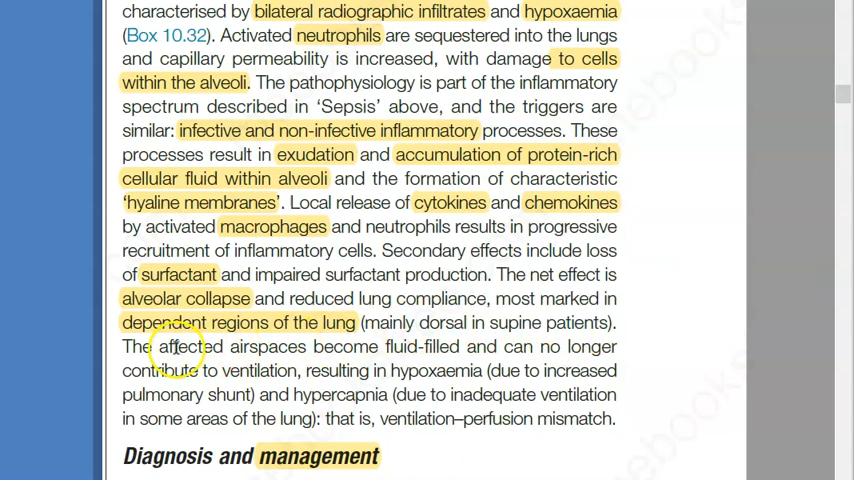 characterised by bilateral radiographic infiltrates and hypoxaemia
(Box 10.32). Activated neutrophils are sequestered into the lungs
and capillary permeability is increased, with damage to cells
within the alveoli. The pathophysiology is part of the inflammatory
spectrum described in ‘Sepsis’ above, and the triggers are
similar: infective and non-infective inflammatory processes. These
processes result in exudation and accumulation of protein-rich
cellular fluid within alveoli and the formation of characteristic
‘hyaline membranes’. Local release of cytokines and chemokines
by activated macrophages and neutrophils results in progressive
recruitment of inflammatory cells. Secondary effects include loss
of surfactant and impaired surfactant production. The net effect is
alveolar collapse and reduced lung compliance, most marked in
dependent regions of the lung (mainly dorsal in supine patients).
The affected airspaces become fluid-filled and can no longer
contribute to ventilation, resulting in hypoxaemia (due to increased
pulmonary shunt) and hypercapnia (due to inadequate ventilation
in some areas of the lung): that is, ventilation–perfusion mismatch.
Diagnosis and management